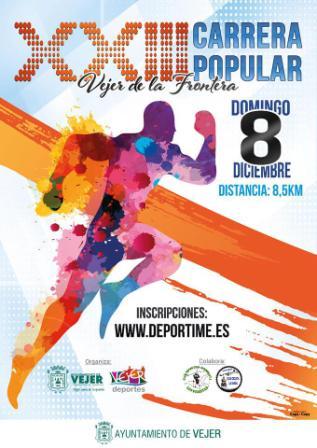 XXIII CARRERA
POPULAR
Vejer de la Frontera
DOMINGO
8
DICIEMBRE
DISTANCIA: 8,5KM
INSCRIPCIONES:
WWW.DEPORTIME.ES
Organiza:
Colabora:
VEJER
VEJER
deportes
AYUNTAMIENTO DE VEJER